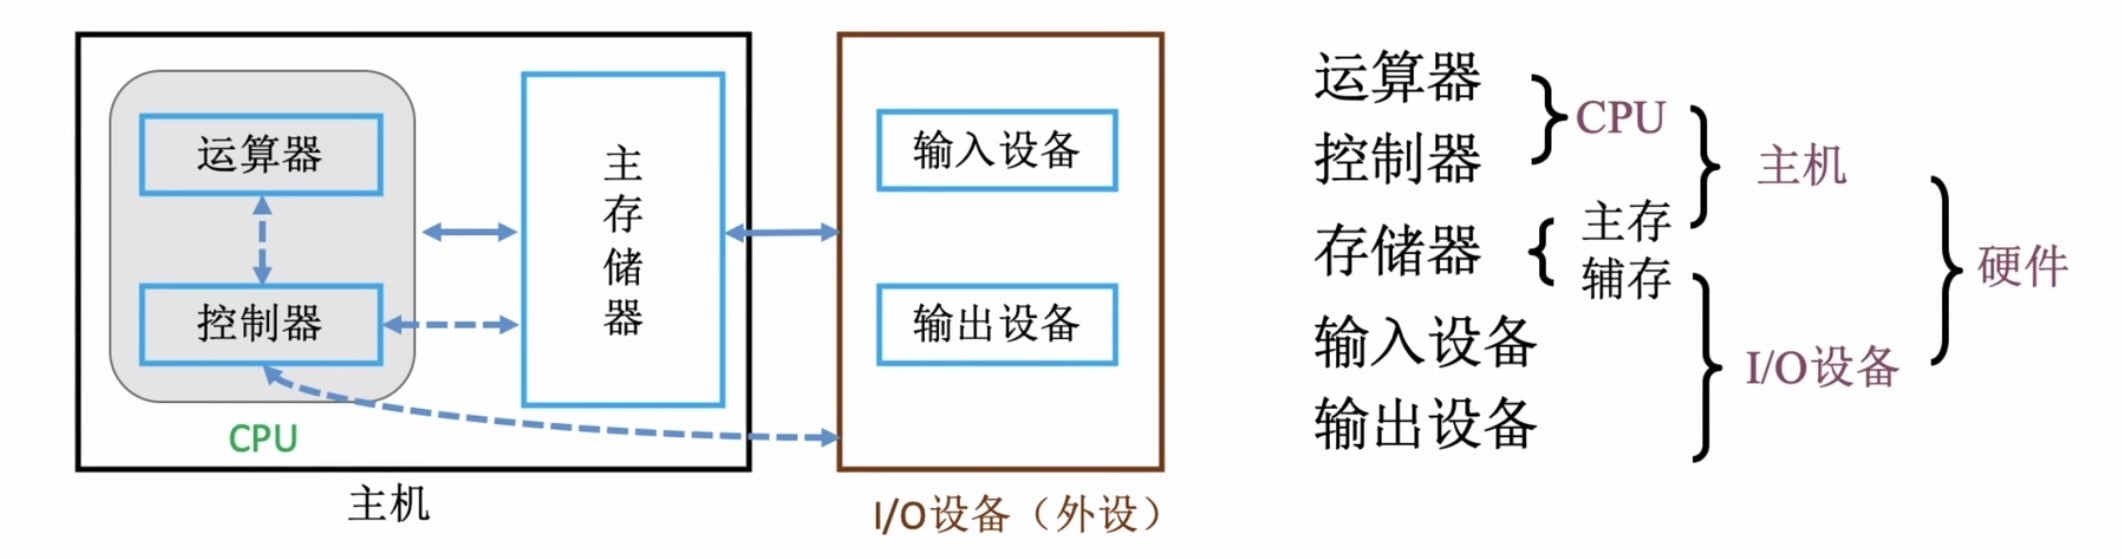 运算器
控制器
CPU
主存储器
主机
输入设备
输出设备
I/O设备（外设）
运算器
控制器
CPU
存储器
主存
辅存
主机
输入设备
输出设备
I/O设备
硬件